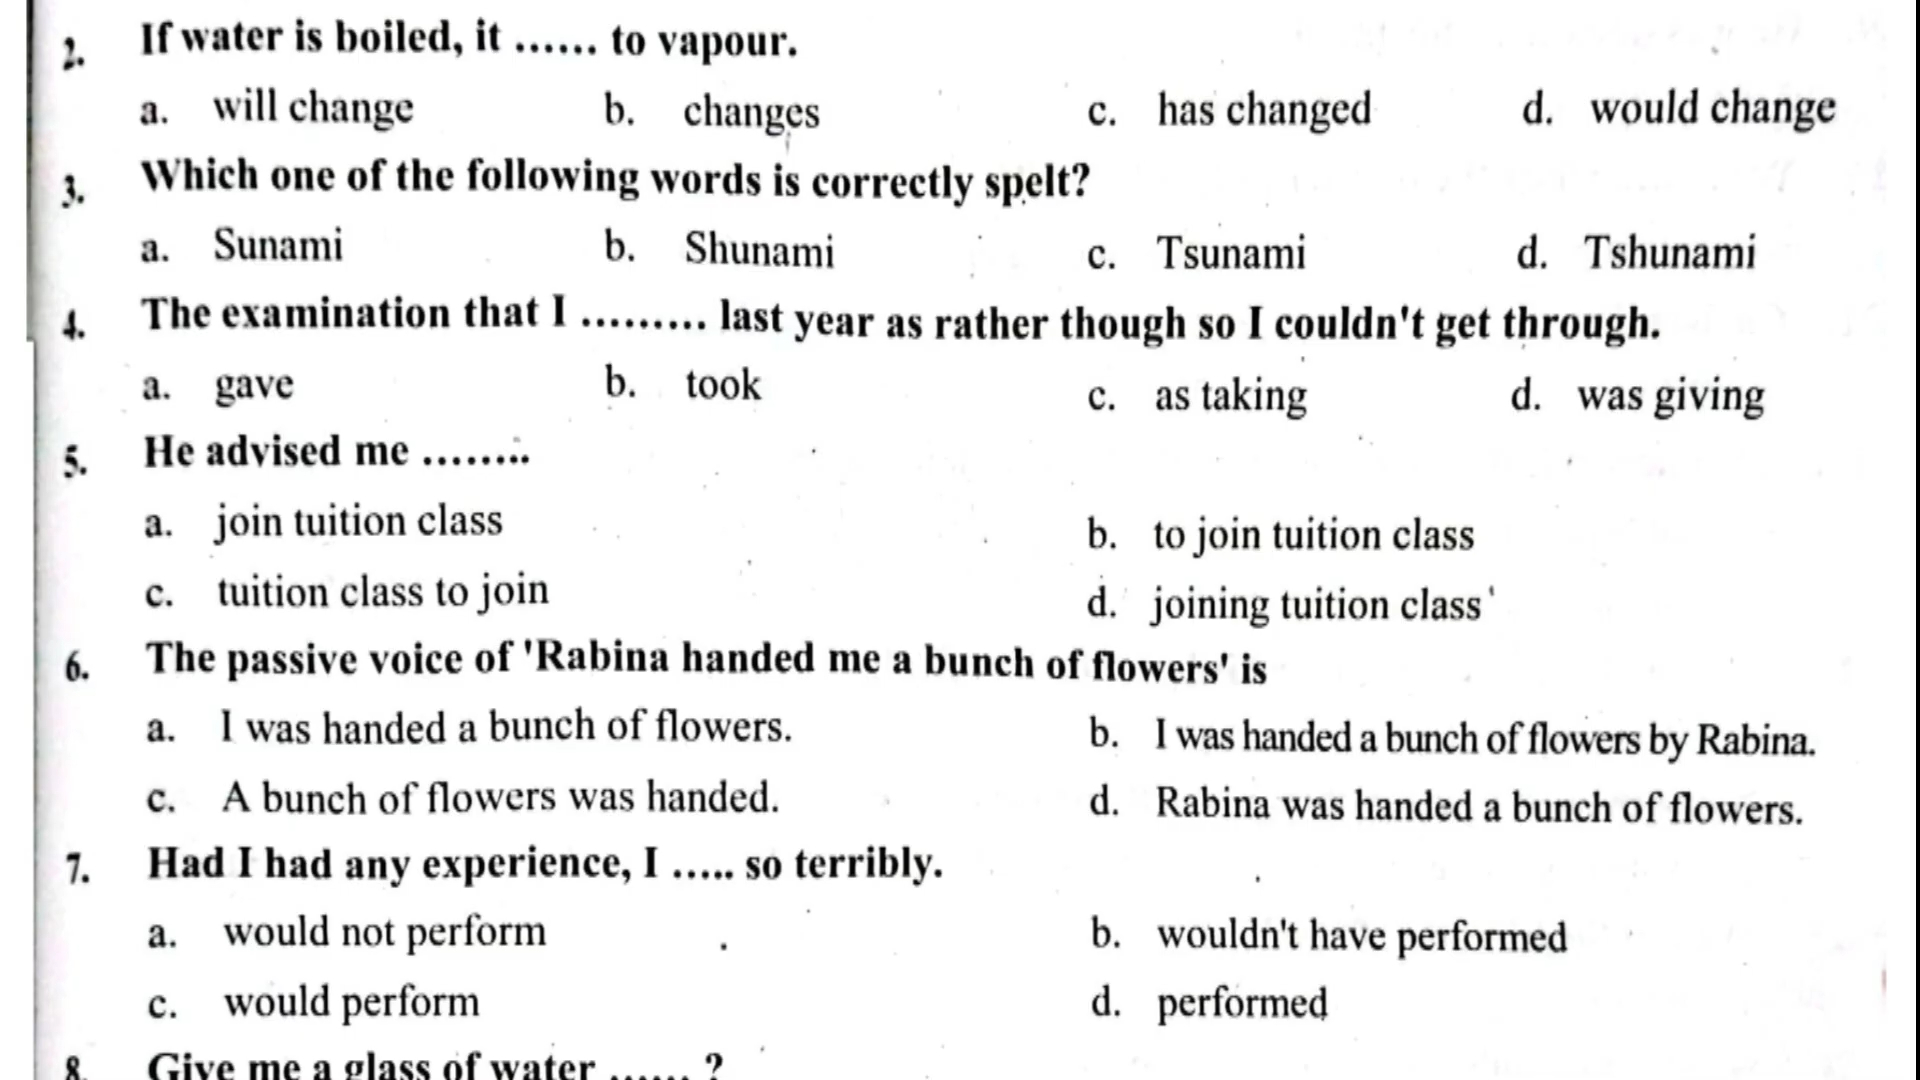 2. If water is boiled, it ...... to vapour.
a. will change b. changes c. has changed d. would change
3. Which one of the following words is correctly spelt?
a. Sunami b. Shunami c. Tsunami d. Tshunami
4. The examination that I ......... last year as rather though so I couldn't get through.
a. gave b. took c. as taking d. was giving
5. He advised me ........
a. join tuition class b. to join tuition class
c. tuition class to join d. joining tuition class
6. The passive voice of 'Rabina handed me a bunch of flowers' is
a. I was handed a bunch of flowers. b. I was handed a bunch of flowers by Rabina.
c. A bunch of flowers was handed. d. Rabina was handed a bunch of flowers.
7. Had I had any experience, I ..... so terribly.
a. would not perform b. wouldn't have performed
c. would perform d. performed
8. Give me a glass of water ...... ?